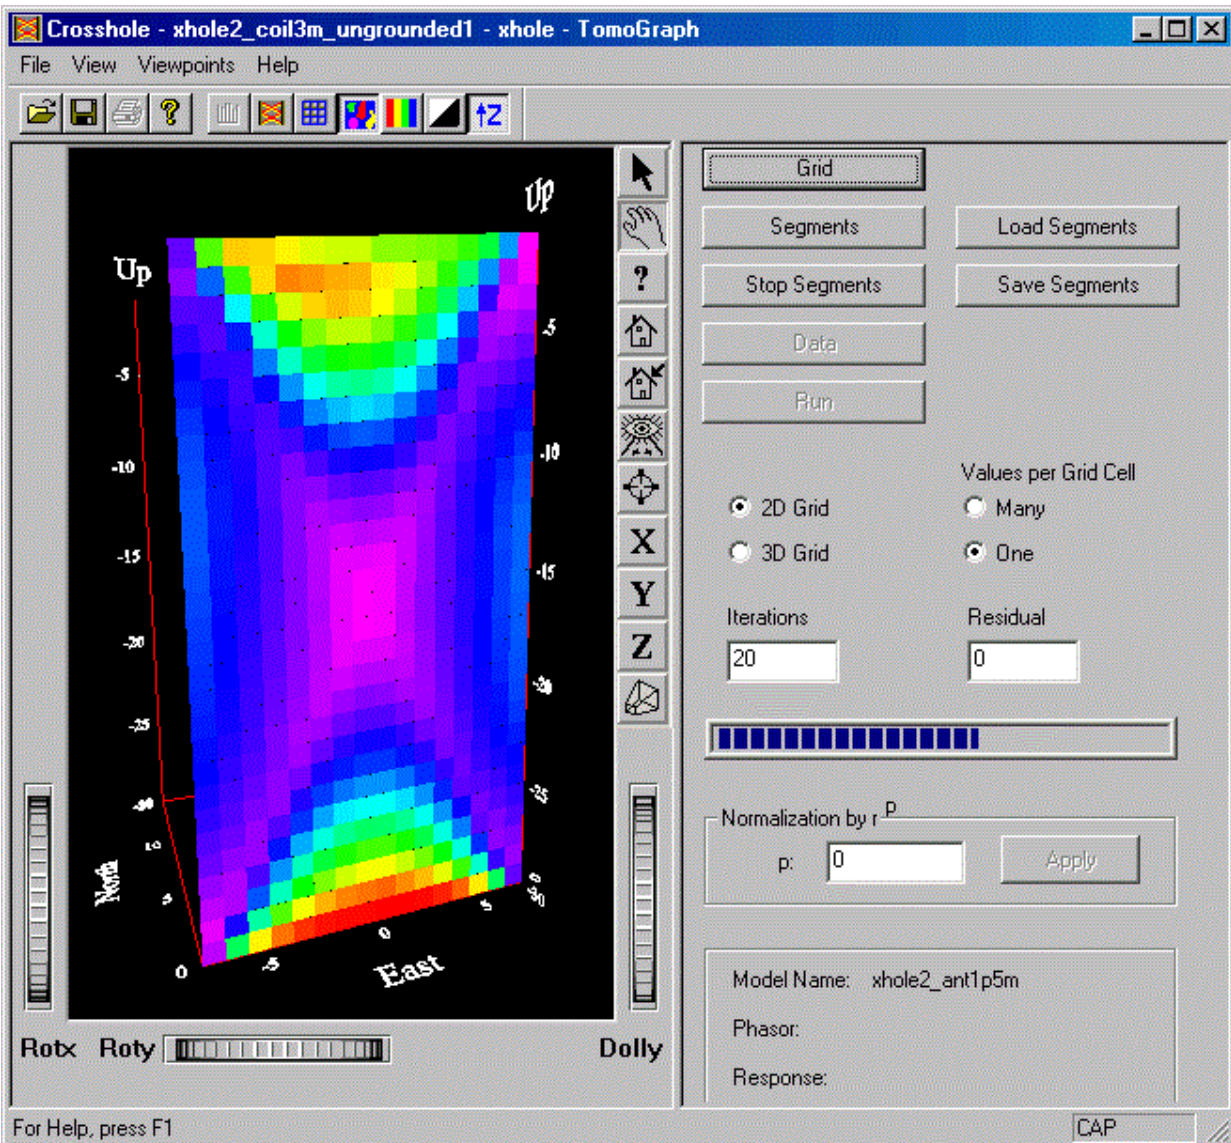 Crosshole - xhole2_coil3m_ungrounded1 - xhole - TomoGraph
File View Viewpoints Help
?
↑Z
Up
Up
-5
-10
-15
-20
-25
-30
-5
-10
-15
-20
-25
North
10
5
0
-5
0
5
0
East
?
X
Y
Z
Rotx Roty Dolly
Grid
Segments Load Segments
Stop Segments Save Segments
Data
Run
Values per Grid Cell
2D Grid Many
3D Grid One
Iterations Residual
20 0
Normalization by r P
p: 0 Apply
Model Name: xhole2_ant1p5m
Phasor:
Response:
For Help, press F1 CAP